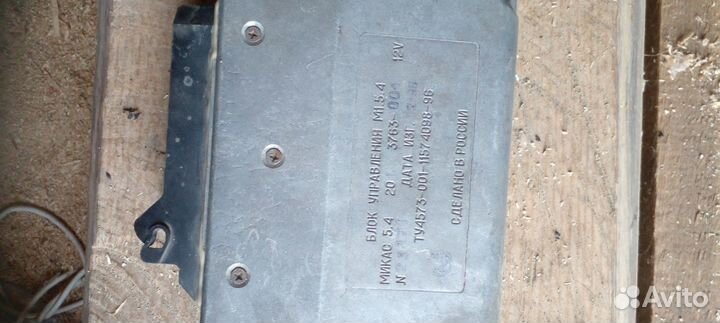 БЛОК УПРАВЛЕНИЯ М1.5.4
МИКАС 5.4 20 3763-00 12V
N ДАТА ИЗГ.
ТУ4573-001-11574098-96
СДЕЛАНО В РОССИИ
Avito